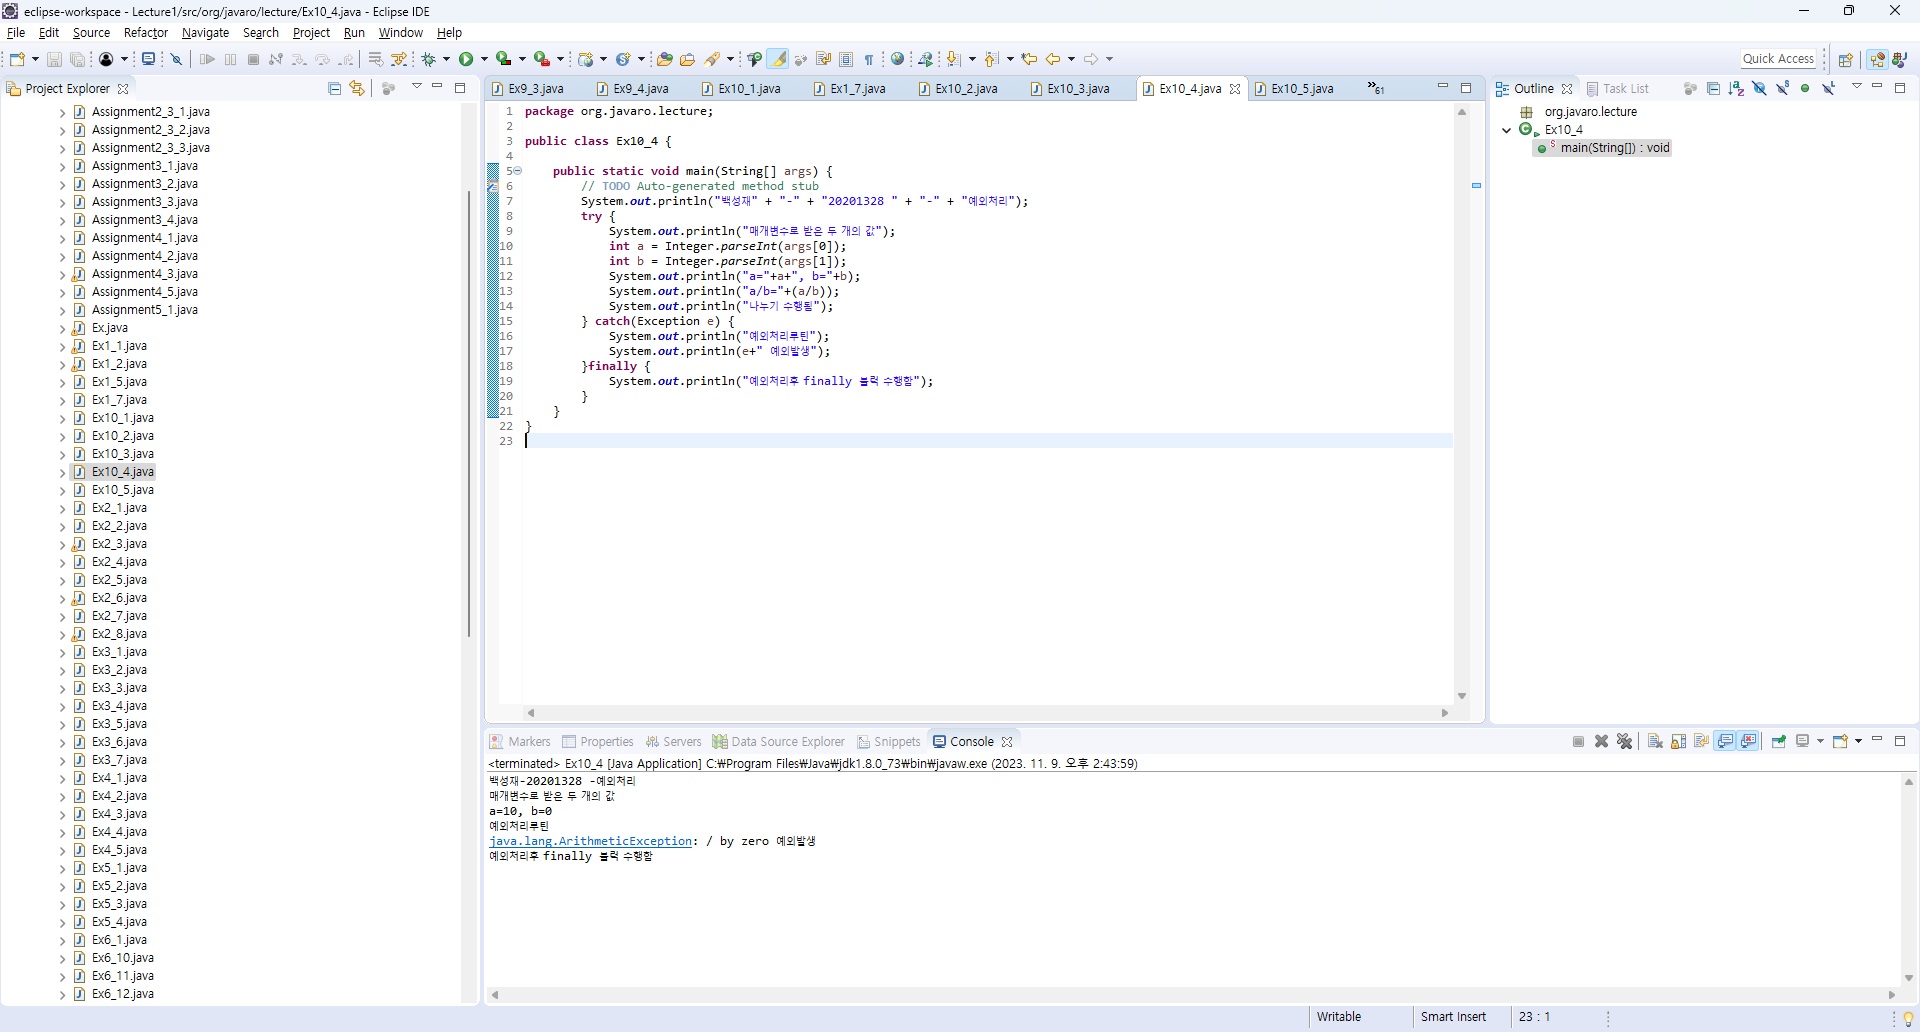 eclipse-workspace - Lecture1/src/org/javaro/lecture/Ex10_4.java - Eclipse IDE
File Edit Source Refactor Navigate Search Project Run Window Help
Quick Access
Project Explorer
Assignment2_3_1.java
Assignment2_3_2.java
Assignment2_3_3.java
Assignment3_1.java
Assignment3_2.java
Assignment3_3.java
Assignment3_4.java
Assignment4_1.java
Assignment4_2.java
Assignment4_3.java
Assignment4_5.java
Assignment5_1.java
Ex.java
Ex1_1.java
Ex1_2.java
Ex1_5.java
Ex1_7.java
Ex10_1.java
Ex10_2.java
Ex10_3.java
Ex10_4.java
Ex10_5.java
Ex2_1.java
Ex2_2.java
Ex2_3.java
Ex2_4.java
Ex2_5.java
Ex2_6.java
Ex2_7.java
Ex2_8.java
Ex3_1.java
Ex3_2.java
Ex3_3.java
Ex3_4.java
Ex3_5.java
Ex3_6.java
Ex3_7.java
Ex4_1.java
Ex4_2.java
Ex4_3.java
Ex4_4.java
Ex4_5.java
Ex5_1.java
Ex5_2.java
Ex5_3.java
Ex5_4.java
Ex6_1.java
Ex6_10.java
Ex6_11.java
Ex6_12.java
Ex9_3.java Ex9_4.java Ex10_1.java Ex1_7.java Ex10_2.java Ex10_3.java Ex10_4.java Ex10_5.java »61
1 package org.javaro.lecture;
2
3 public class Ex10_4 {
4
5 public static void main(String[] args) {
6 // TODO Auto-generated method stub
7 System.out.println("백성재" + "-" + "20201328 " + "-" + "예외처리");
8 try {
9 System.out.println("매개변수로 받은 두 개의 값");
10 int a = Integer.parseInt(args[0]);
11 int b = Integer.parseInt(args[1]);
12 System.out.println("a="+a+", b="+b);
13 System.out.println("a/b="+(a/b));
14 System.out.println("나누기 수행됨");
15 } catch(Exception e) {
16 System.out.println("예외처리루틴");
17 System.out.println(e+" 예외발생");
18 }finally {
19 System.out.println("예외처리후 finally 블럭 수행함");
20 }
21 }
22 }
23
Outline Task List
org.javaro.lecture
Ex10_4
main(String[]) : void
Markers Properties Servers Data Source Explorer Snippets Console
<terminated> Ex10_4 [Java Application] C:₩Program Files₩Java₩jdk1.8.0_73₩bin₩javaw.exe (2023. 11. 9. 오후 2:43:59)
백성재-20201328 -예외처리
매개변수로 받은 두 개의 값
a=10, b=0
예외처리루틴
java.lang.ArithmeticException: / by zero 예외발생
예외처리후 finally 블럭 수행함
Writable Smart Insert 23 : 1